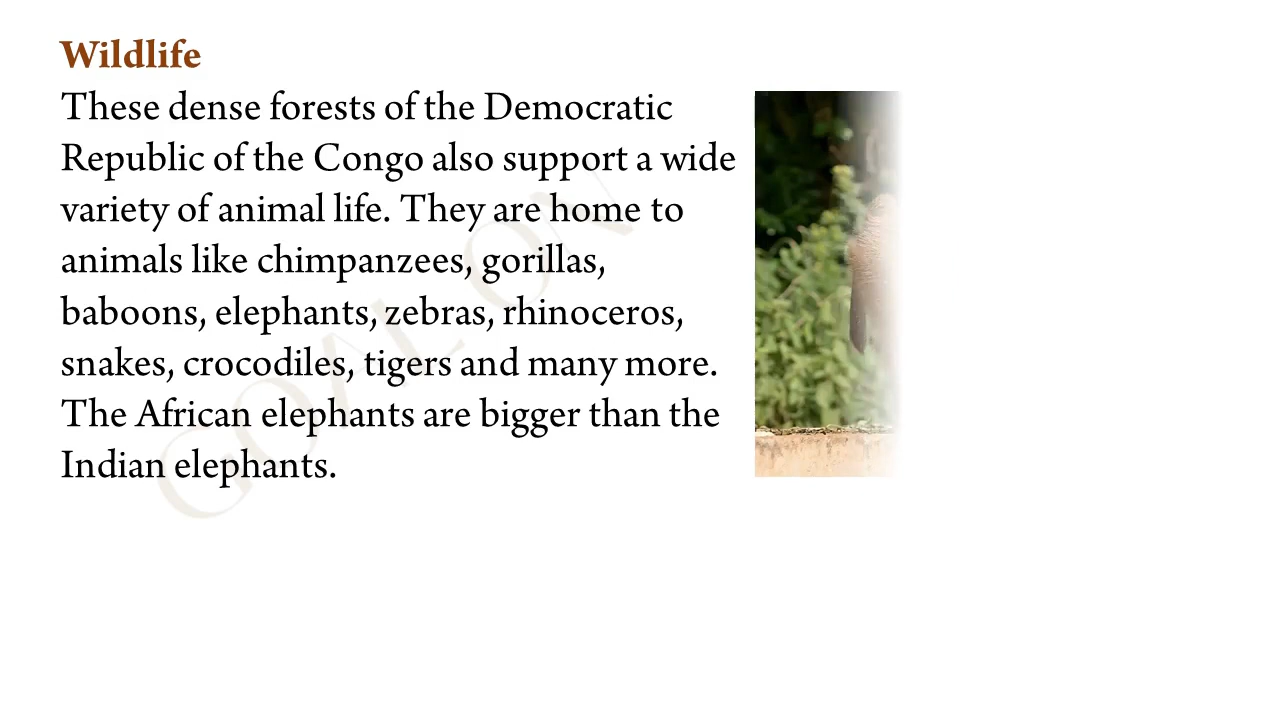 Wildlife
These dense forests of the Democratic
Republic of the Congo also support a wide
variety of animal life. They are home to
animals like chimpanzees, gorillas,
baboons, elephants, zebras, rhinoceros,
snakes, crocodiles, tigers and many more.
The African elephants are bigger than the
Indian elephants.